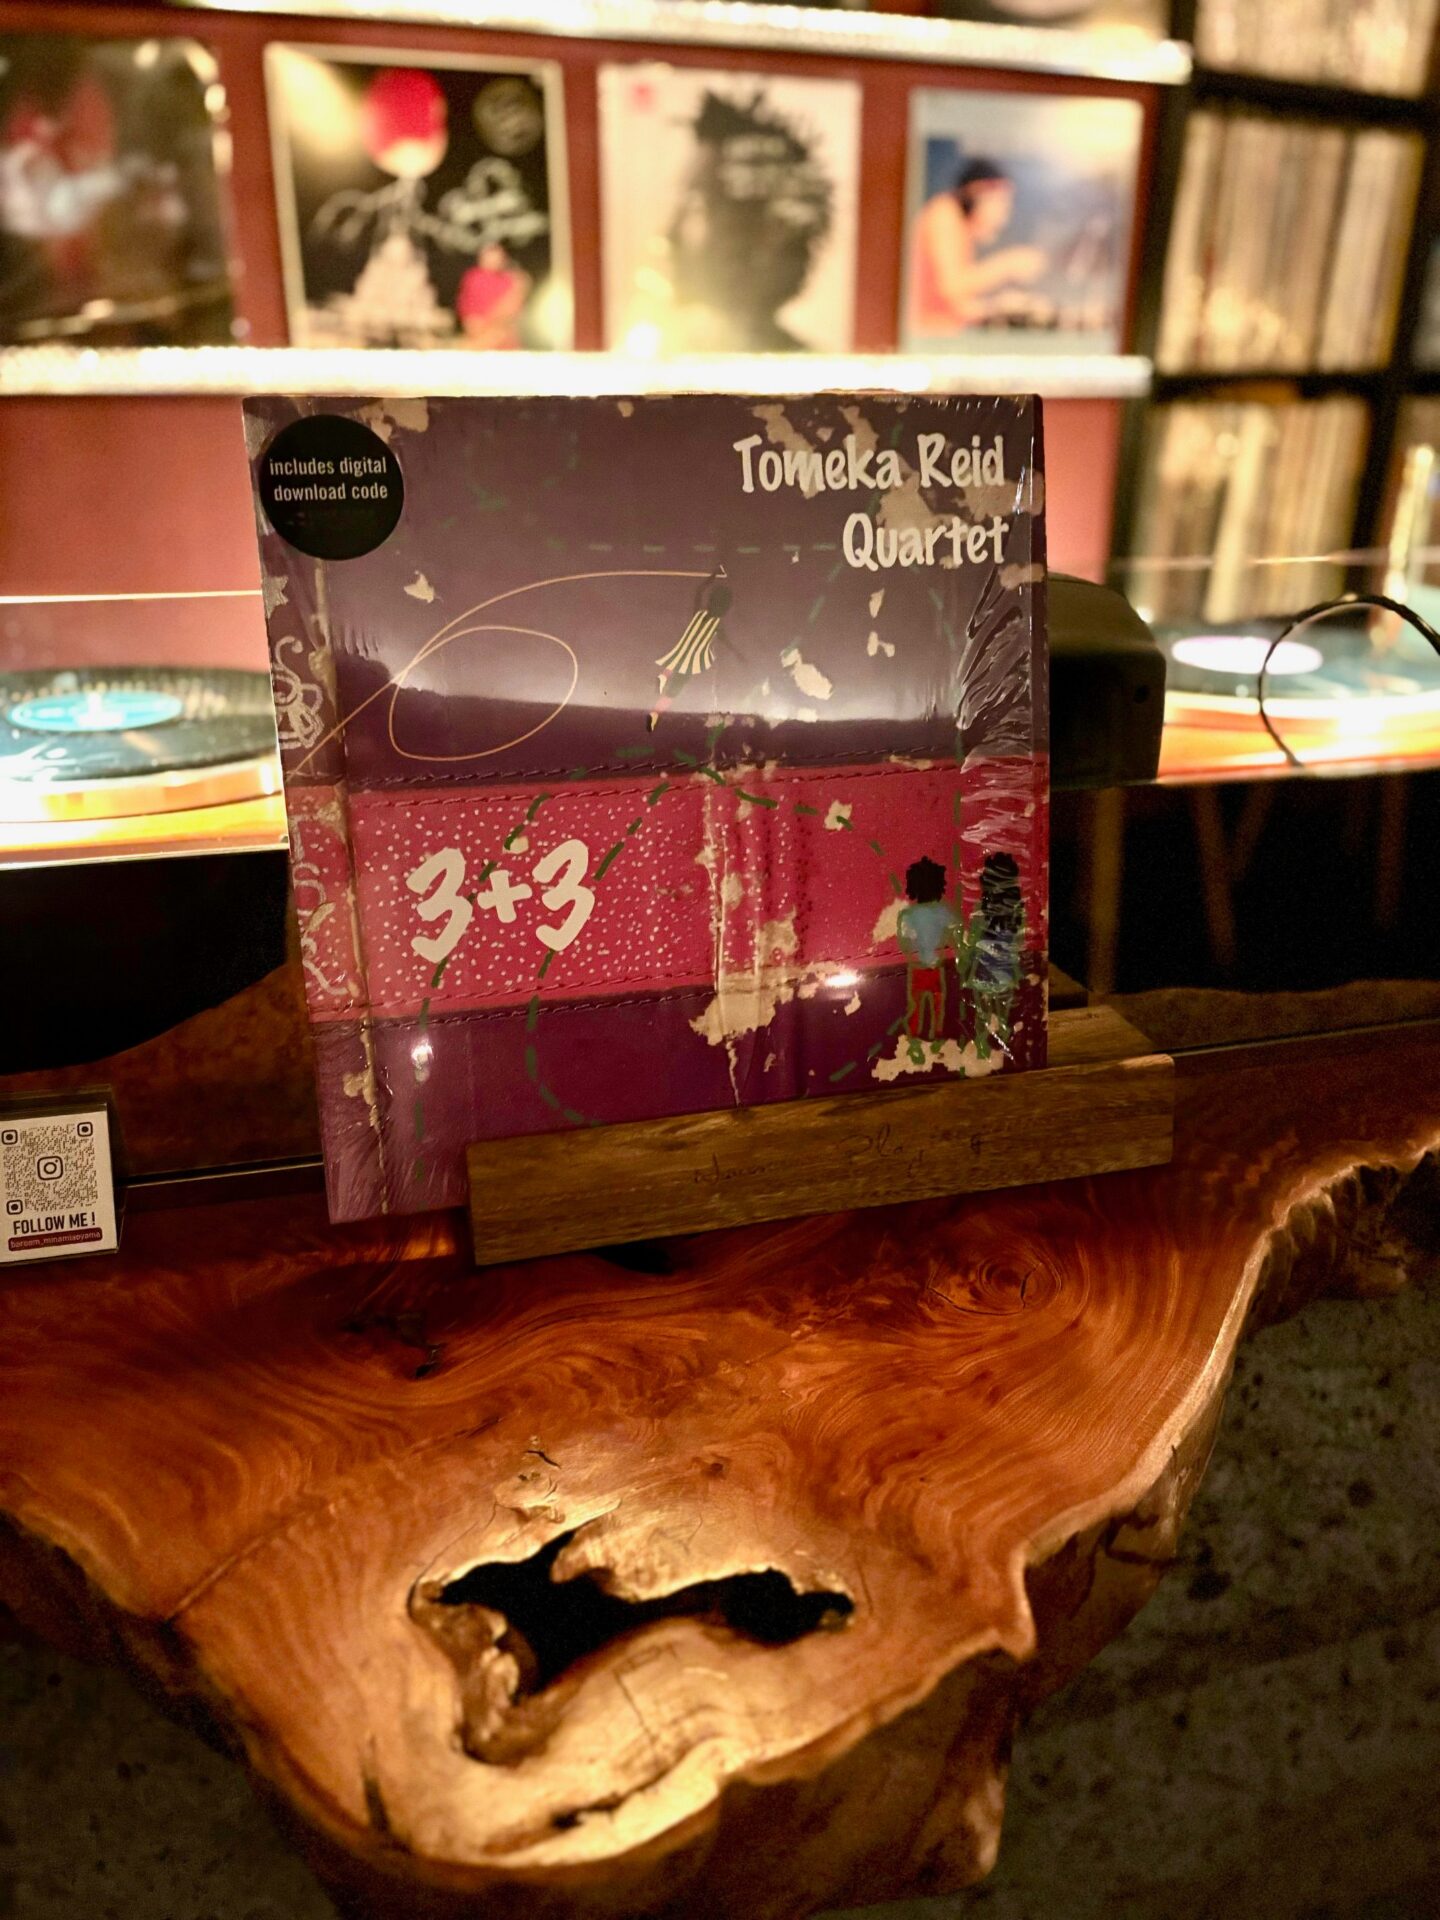 includes digital
download code
Tomeka Reid
Quartet
3+3
FOLLOW ME!
baroom_minamiaoyama